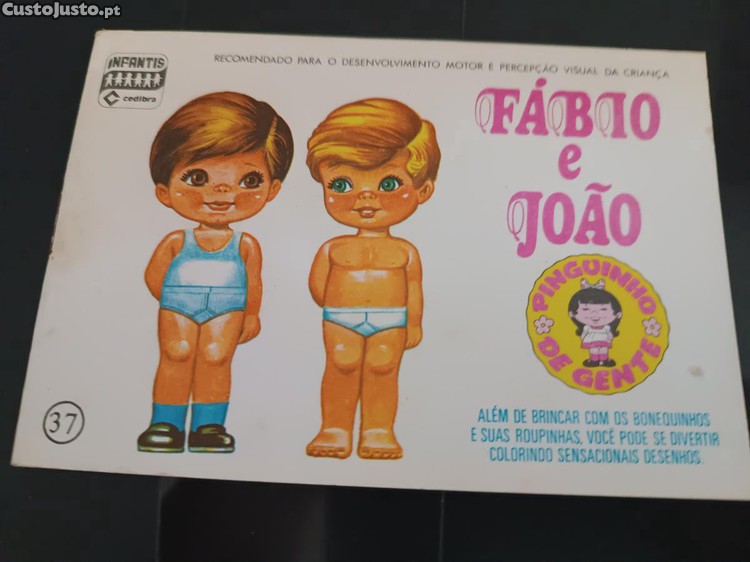 CustoJusto.pt
INFANTIS
cedibra
RECOMENDADO PARA O DESENVOLVIMENTO MOTOR E PERCEPÇÃO VISUAL DA CRIANÇA
FÁBIO
e
JOÃO
PINGUINHO
DE GENTE
37
ALÉM DE BRINCAR COM OS BONEQUINHOS
E SUAS ROUPINHAS, VOCÊ PODE SE DIVERTIR
COLORINDO SENSACIONAIS DESENHOS.